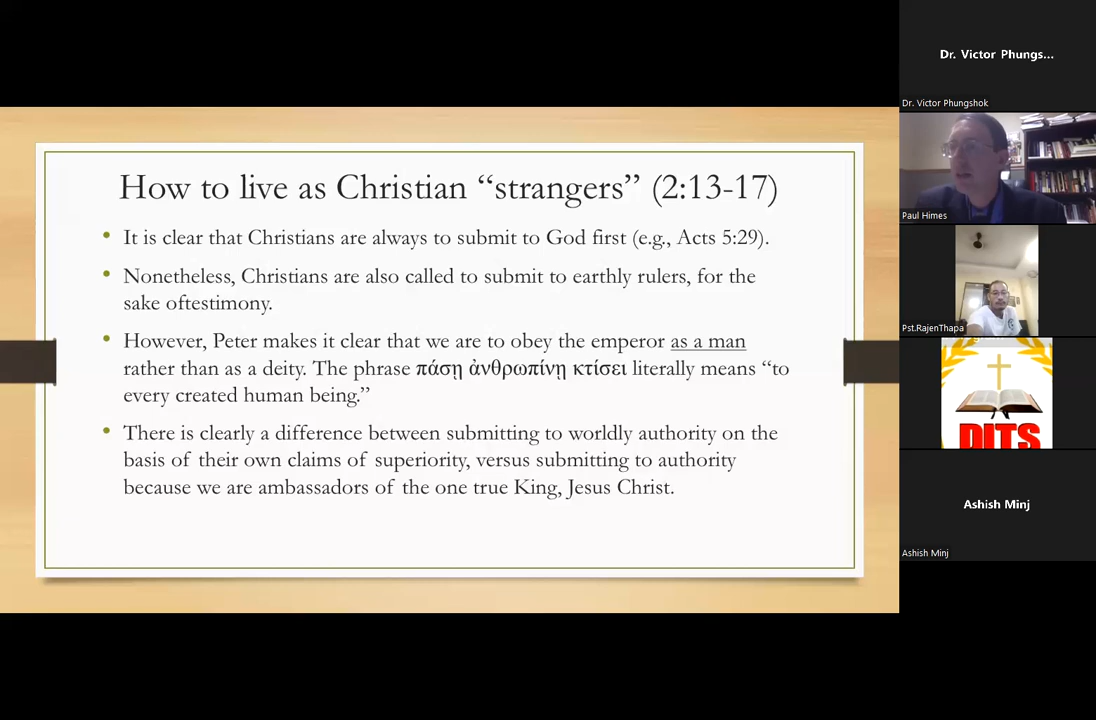 How to live as Christian “strangers” (2:13-17)
• It is clear that Christians are always to submit to God first (e.g., Acts 5:29).
• Nonetheless, Christians are also called to submit to earthly rulers, for the
sake oftestimony.
• However, Peter makes it clear that we are to obey the emperor as a man
rather than as a deity. The phrase πάσῃ ἀνθρωπίνῃ κτίσει literally means “to
every created human being.”
• There is clearly a difference between submitting to worldly authority on the
basis of their own claims of superiority, versus submitting to authority
because we are ambassadors of the one true King, Jesus Christ.
Dr. Victor Phungs...
Dr. Victor Phungshok
Paul Himes
Pst.RajenThapa
DITS
Ashish Minj
Ashish Minj